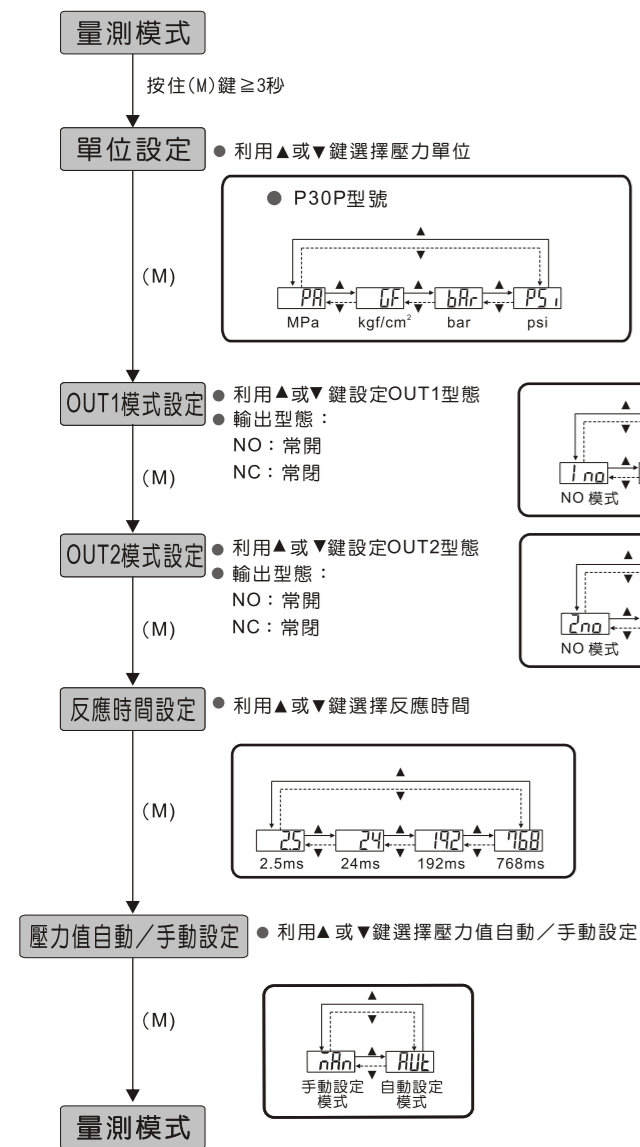 量測模式
按住(M)鍵≧3秒
單位設定
● 利用▲或▼鍵選擇壓力單位
● P30P型號
▲
▼
PA ▲▼ GF ▲▼ bAr ▲▼ PSi
MPa kgf/cm² bar psi
(M)
OUT1模式設定
● 利用▲或▼鍵設定OUT1型態
● 輸出型態：
NO：常開
NC：常閉
▲
▼
1no ▲▼
NO 模式
(M)
OUT2模式設定
● 利用▲或▼鍵設定OUT2型態
● 輸出型態：
NO：常開
NC：常閉
▲
▼
2no ▲▼
NO 模式
(M)
反應時間設定
● 利用▲或▼鍵選擇反應時間
▲
▼
2.5 ▲▼ 24 ▲▼ 192 ▲▼ 768
2.5ms 24ms 192ms 768ms
(M)
壓力值自動／手動設定
● 利用▲或▼鍵選擇壓力值自動／手動設定
▲
▼
nAn ▲▼ AUt
手動設定 自動設定
模式 模式
(M)
量測模式